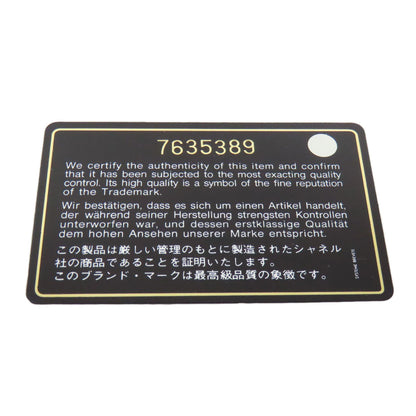 7635389
We certify the authenticity of this item and confirm
that it has been subjected to the most exacting quality
control. Its high quality is a symbol of the fine reputation
of the Trademark.
Wir bestätigen, dass es sich um einen Artikel handelt,
der während seiner Herstellung strengsten Kontrollen
unterworfen war, und dessen erstklassige Qualität
dem hohen Ansehen unserer Marke entspricht.
この製品は厳しい管理のもとに製造されたシャネル
社の商品であることを証明いたします。
このブランド・マークは最高級品質の象徴です。